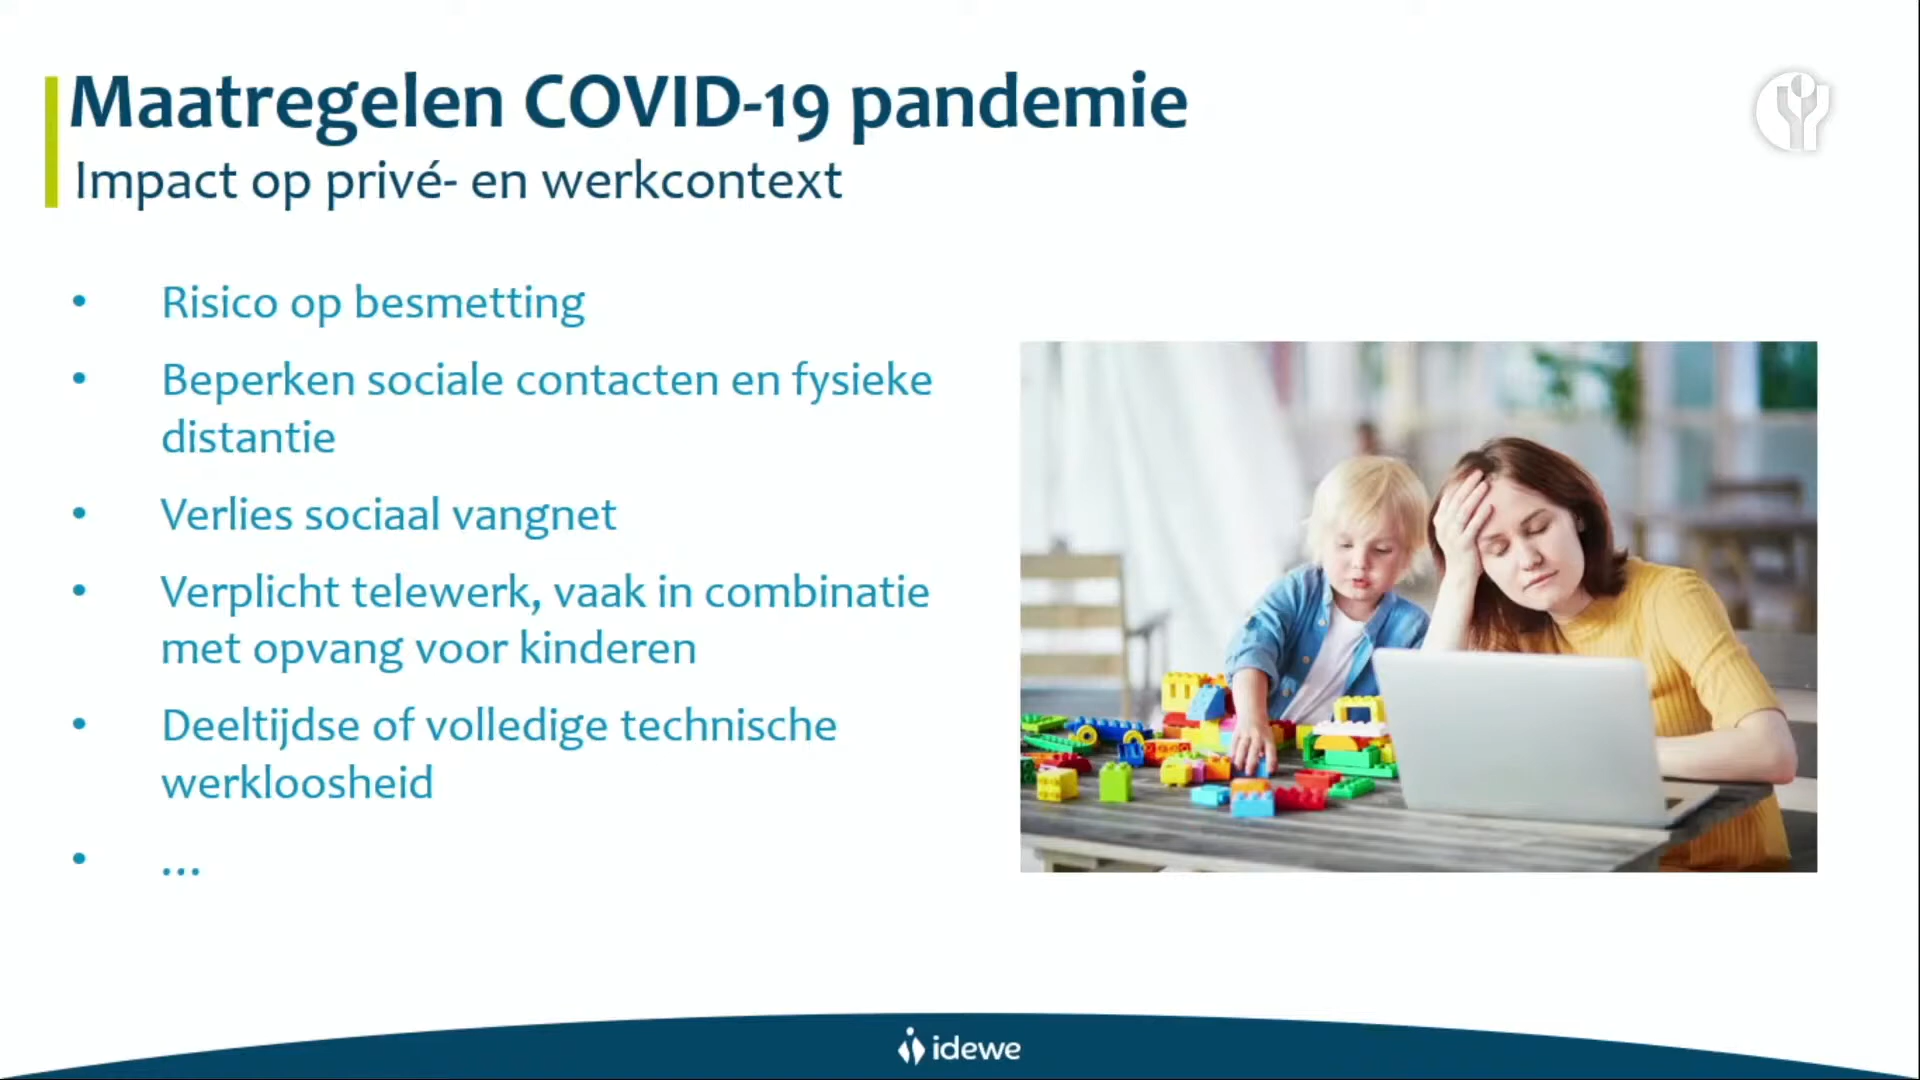 Maatregelen COVID-19 pandemie
Impact op privé- en werkcontext
• Risico op besmetting
• Beperken sociale contacten en fysieke
distantie
• Verlies sociaal vangnet
• Verplicht telewerk, vaak in combinatie
met opvang voor kinderen
• Deeltijdse of volledige technische
werkloosheid
• ...
idewe